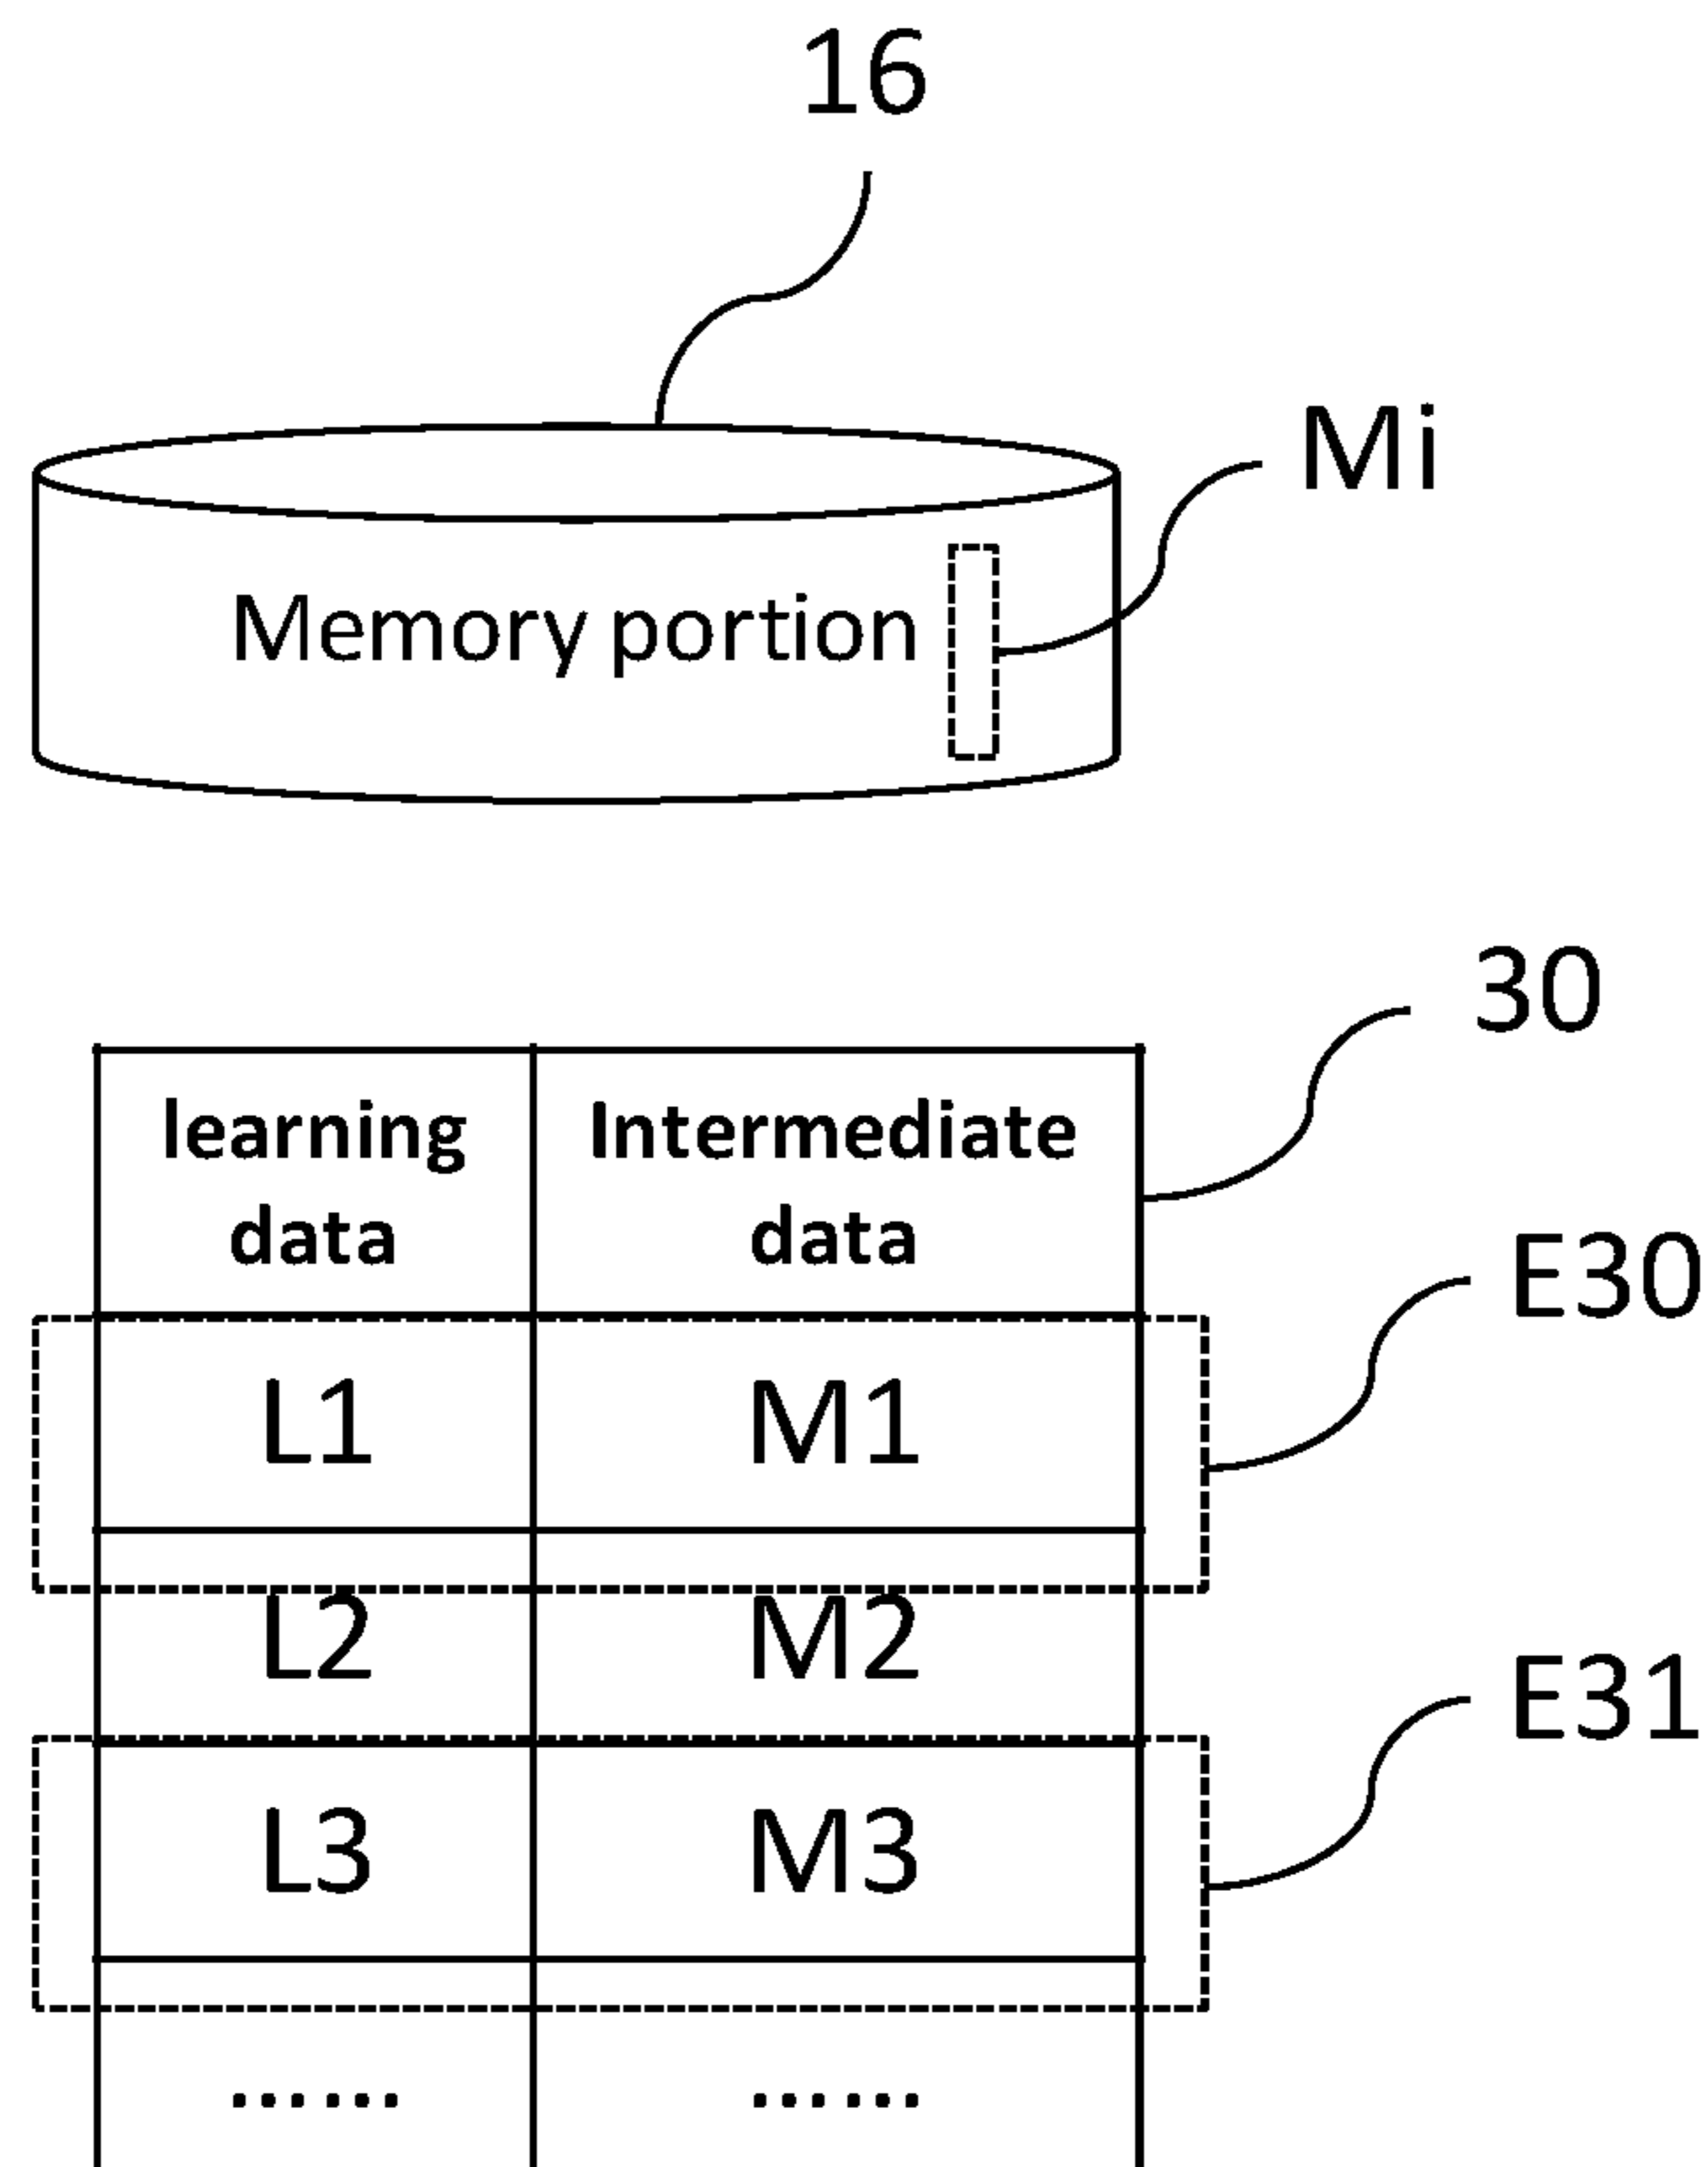 16
Mi
Memory portion
30
learning data
Intermediate data
E30
L1 M1
L2 M2
E31
L3 M3
...... ......